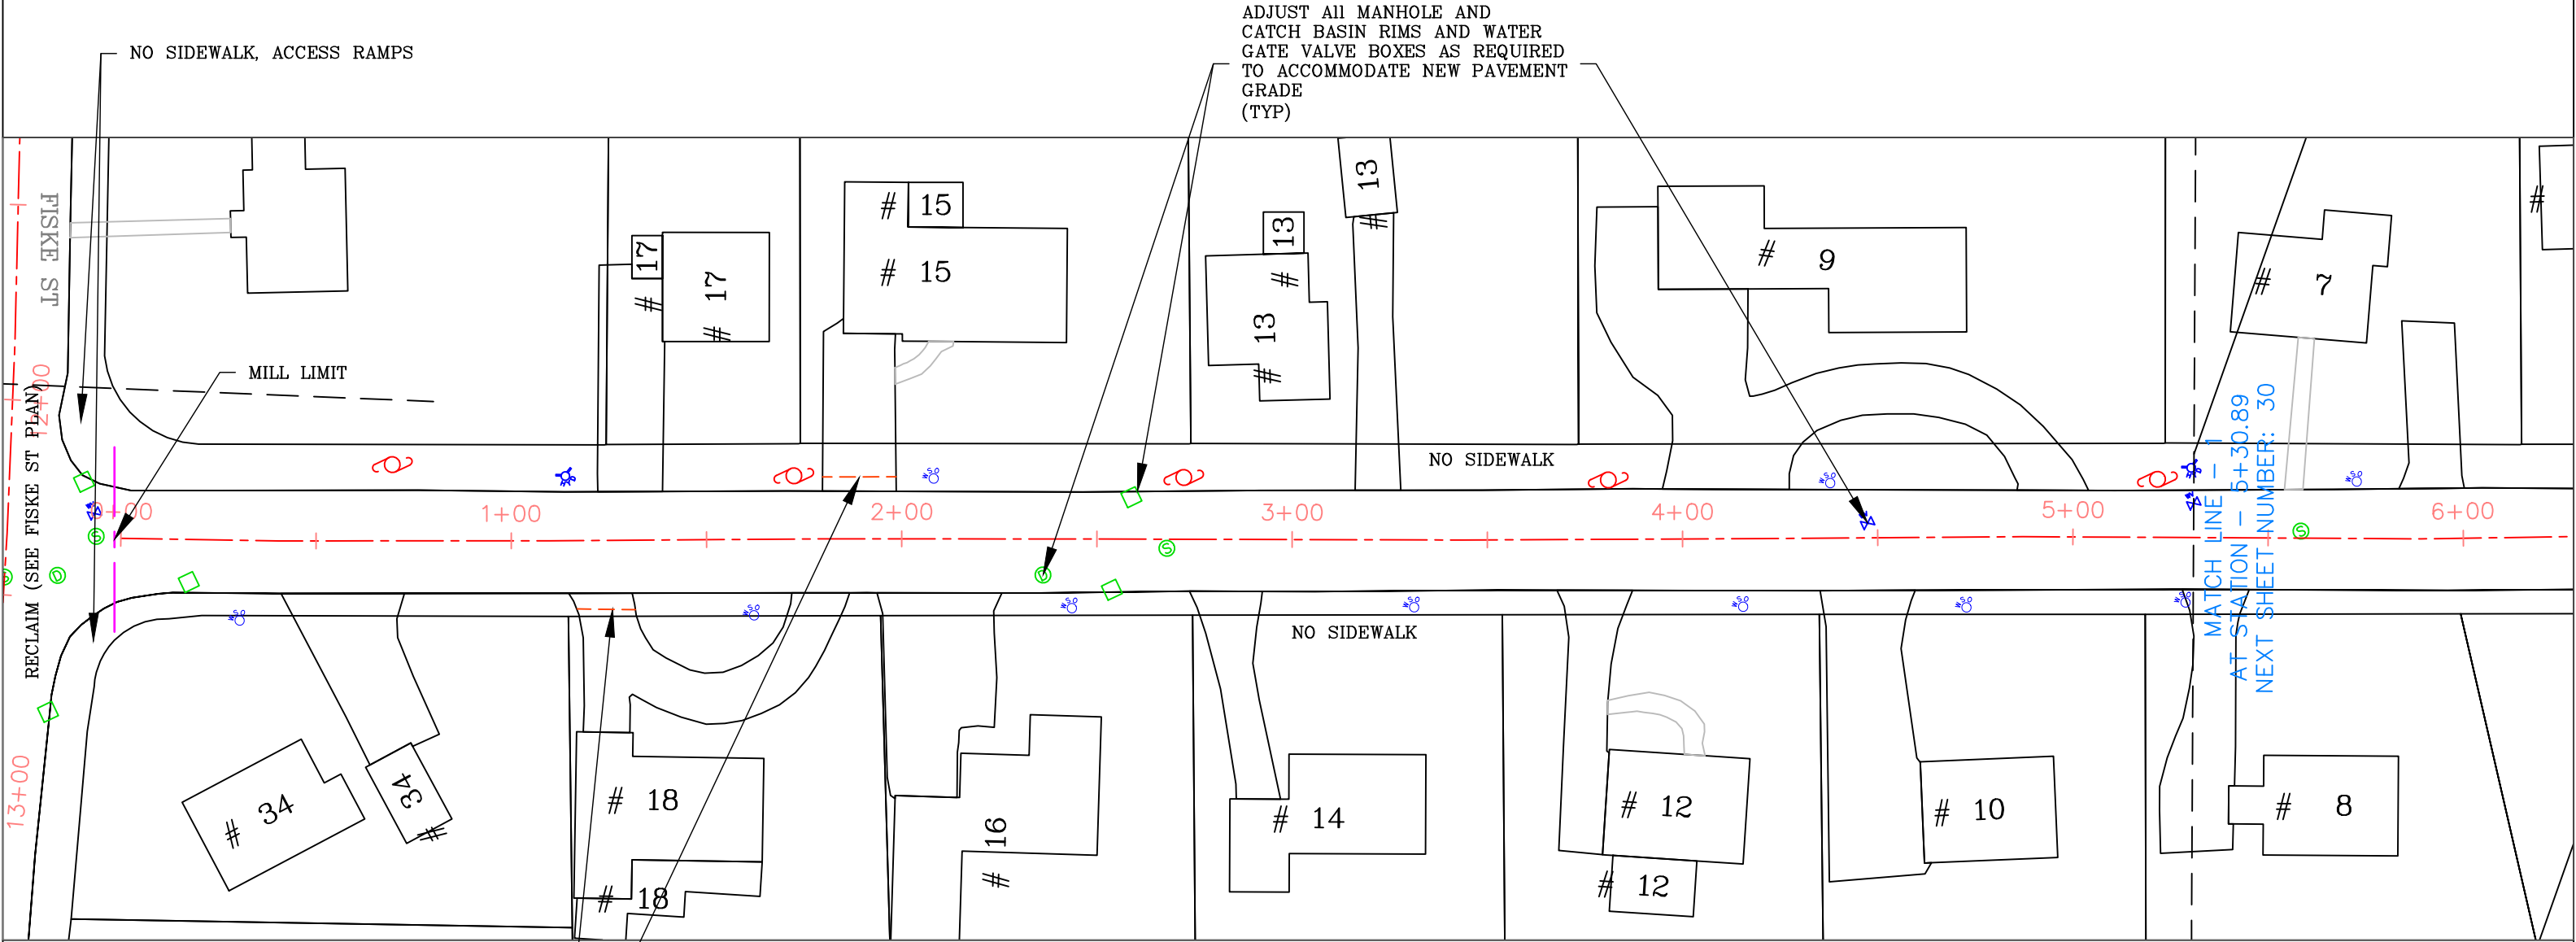 ADJUST All MANHOLE AND
CATCH BASIN RIMS AND WATER
GATE VALVE BOXES AS REQUIRED
TO ACCOMMODATE NEW PAVEMENT
GRADE
(TYP)
NO SIDEWALK, ACCESS RAMPS
FISKE ST
MILL LIMIT
RECLAIM (SEE FISKE ST PLAN)
12+00
13+00
# 17
# 17
# 15
# 15
# 13
# 13
# 13
# 9
# 7
#
NO SIDEWALK
0+00
1+00
2+00
3+00
4+00
5+00
6+00
W S.O
W S.O
W S.O
S
S
D
D
S
S
W S.O
W S.O
W S.O
W S.O
W S.O
W S.O
W S.O
NO SIDEWALK
MATCH LINE - 1
AT STATION - 5+30.89
NEXT SHEET NUMBER: 30
# 34
# 34
# 18
# 18
# 16
# 14
# 12
# 12
# 10
# 8